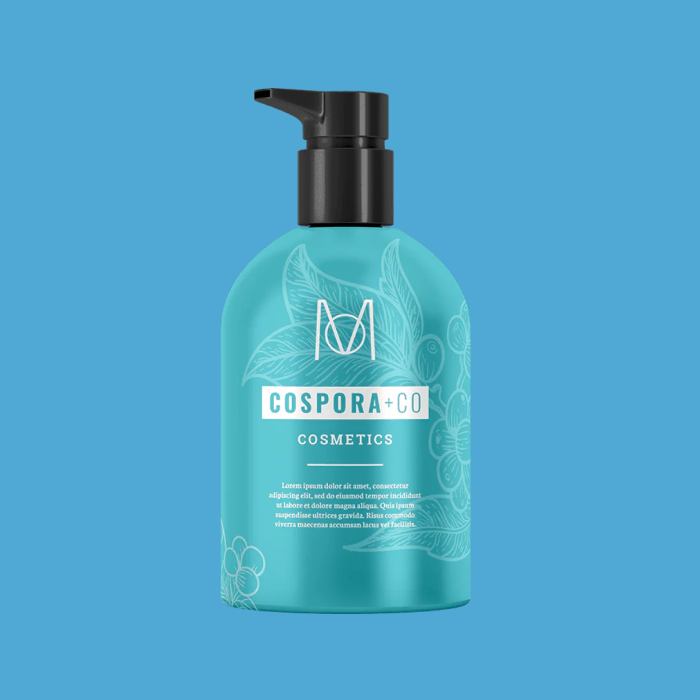 MO
COSPORA+CO
COSMETICS
Lorem ipsum dolor sit amet, consectetur
adipiscing elit, sed do eiusmod tempor incididunt
ut labore et dolore magna aliqua. Quis ipsum
suspendisse ultrices gravida. Risus commodo
viverra maecenas accumsan lacus vel facilisis.